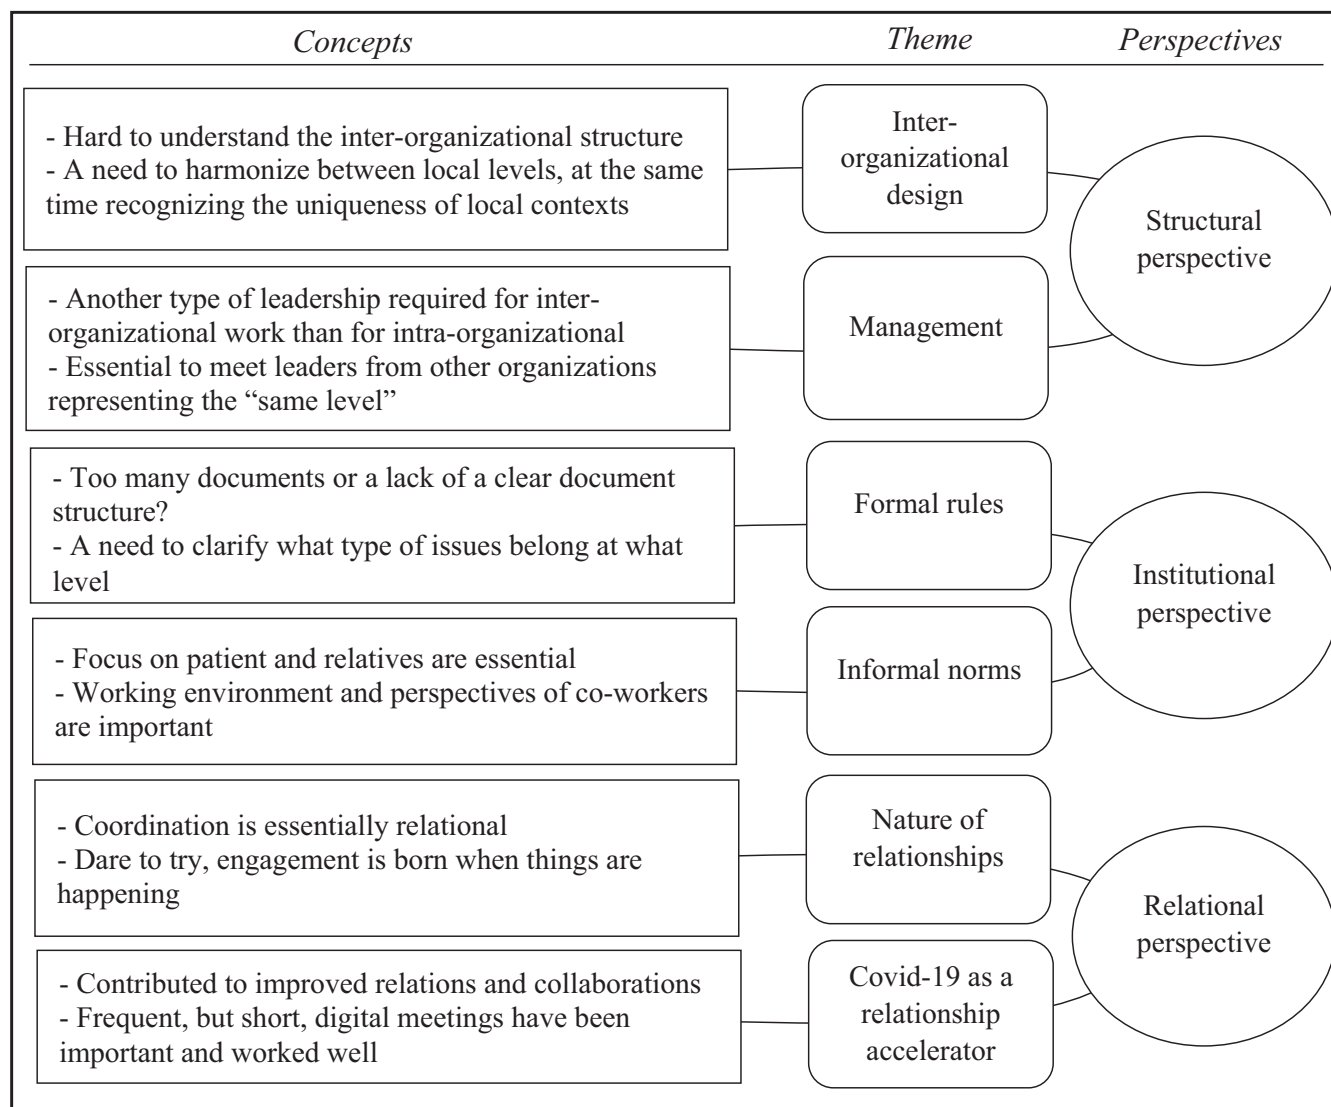 Concepts Theme Perspectives
- Hard to understand the inter-organizational structure
- A need to harmonize between local levels, at the same
time recognizing the uniqueness of local contexts
Inter-
organizational
design
Structural
perspective
- Another type of leadership required for inter-
organizational work than for intra-organizational
- Essential to meet leaders from other organizations
representing the “same level”
Management
- Too many documents or a lack of a clear document
structure?
- A need to clarify what type of issues belong at what
level
Formal rules
Institutional
perspective
- Focus on patient and relatives are essential
- Working environment and perspectives of co-workers
are important
Informal norms
- Coordination is essentially relational
- Dare to try, engagement is born when things are
happening
Nature of
relationships
Relational
perspective
- Contributed to improved relations and collaborations
- Frequent, but short, digital meetings have been
important and worked well
Covid-19 as a
relationship
accelerator